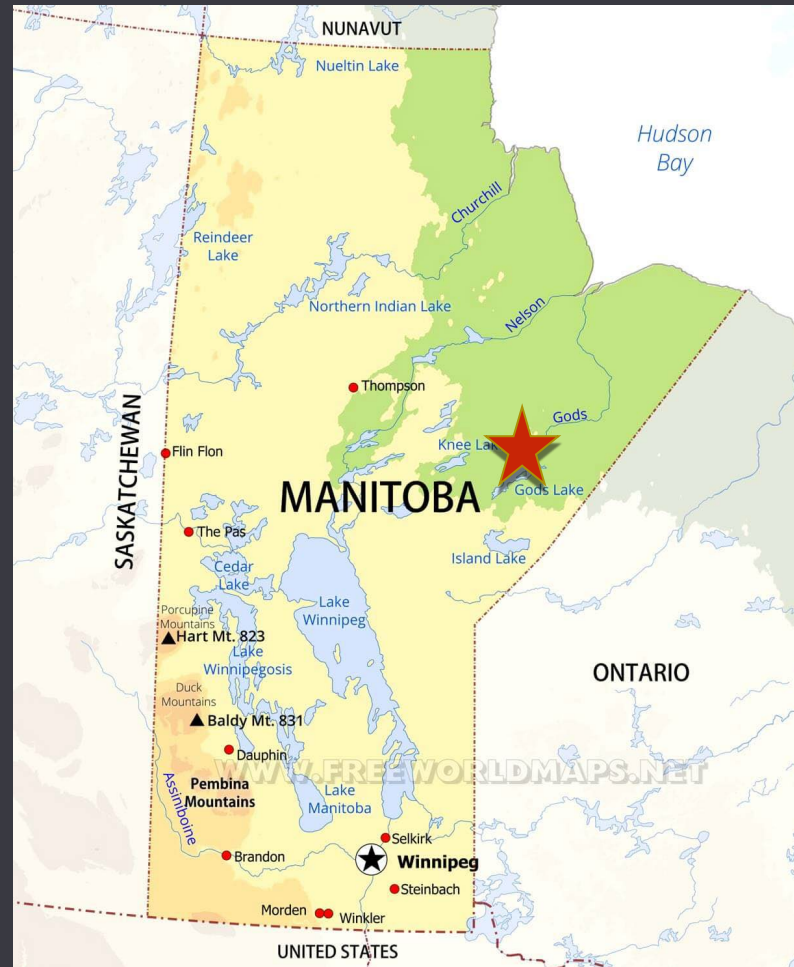 NUNAVUT
Nueltin Lake
Hudson
Bay
Churchill
Reindeer
Lake
Northern Indian Lake
Nelson
Thompson
Gods
SASKATCHEWAN
Flin Flon
Knee
MANITOBA
Gods Lake
The Pas
Island Lake
Cedar
Lake
Lake
Winnipeg
Porcupine
Mountains
Hart Mt. 823
Lake
Winnipegosis
ONTARIO
Duck
Mountains
Baldy Mt. 831
Dauphin
WWW.FREEWORLDMAPS.NET
Pembina
Mountains
Assiniboine
Lake
Manitoba
Selkirk
Brandon
Winnipeg
Steinbach
Morden
Winkler
UNITED STATES